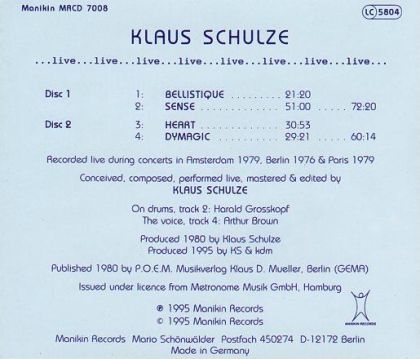 Manikin MRCD 7008
LC 5804
KLAUS SCHULZE
...live...live...live...live...live...live...live...live...
Disc 1 1: BELLISTIQUE ......... 21:20
2: SENSE ......... 51:00 ..... 72:20
Disc 2 3: HEART ......... 30:53
4: DYMAGIC ......... 29:21 ..... 60:14
Recorded live during concerts in Amsterdam 1979, Berlin 1976 & Paris 1979
Conceived, composed, performed live, mastered & edited by
KLAUS SCHULZE
On drums, track 2: Harald Grosskopf
The voice, track 4: Arthur Brown
Produced 1980 by Klaus Schulze
Produced 1995 by KS & kdm
Published 1980 by P.O.E.M. Musikverlag Klaus D. Mueller, Berlin (GEMA)
Issued under licence from Metronome Musik GmbH, Hamburg
℗ 1995 Manikin Records
© 1995 Manikin Records
MANIKIN RECORDS
Manikin Records Mario Schönwälder Postfach 450274 D-12172 Berlin
Made in Germany